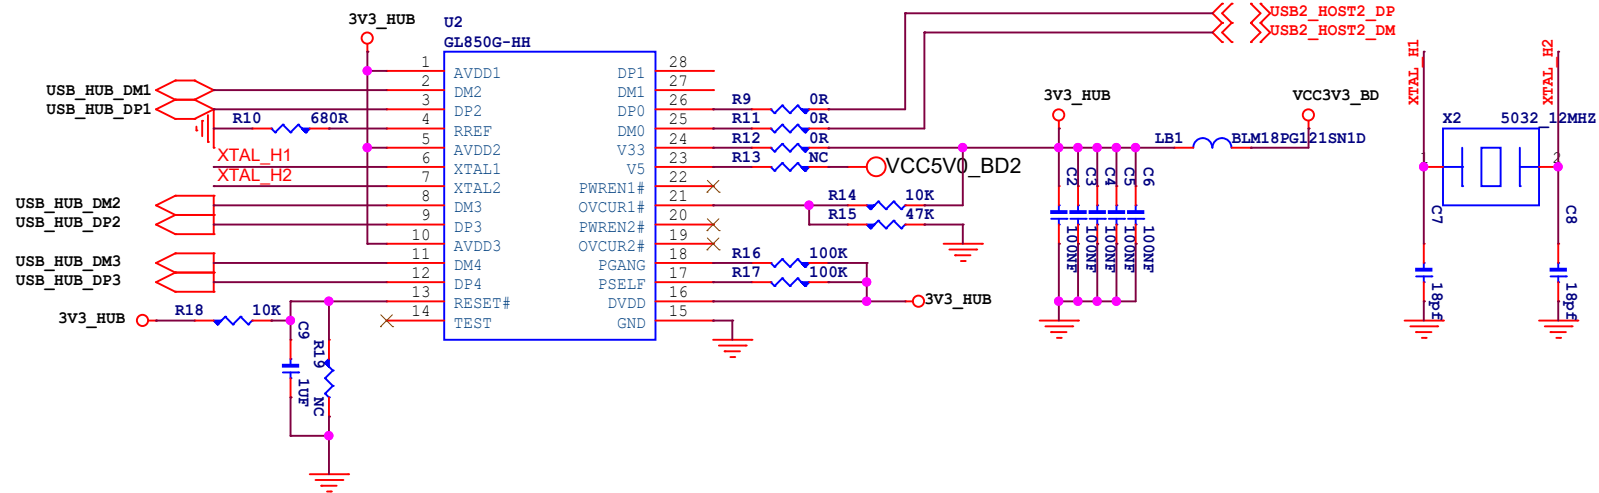 3V3_HUB
U2
GL850G-HH
USB2_HOST2_DP
USB2_HOST2_DM
USB_HUB_DM1
USB_HUB_DP1
R10 680R
XTAL_H1
XTAL_H2
USB_HUB_DM2
USB_HUB_DP2
USB_HUB_DM3
USB_HUB_DP3
3V3_HUB
R18 10K
C9
1UF
R19
NC
1 AVDD1
2 DM2
3 DP2
4 RREF
5 AVDD2
6 XTAL1
7 XTAL2
8 DM3
9 DP3
10 AVDD3
11 DM4
12 DP4
13 RESET#
14 TEST
DP1 28
DM1 27
DP0 26
DM0 25
V33 24
V5 23
PWREN1# 22
OVCUR1# 21
PWREN2# 20
OVCUR2# 19
PGANG 18
PSELF 17
DVDD 16
GND 15
R9 0R
R11 0R
R12 0R
R13 NC
VCC5V0_BD2
R14 10K
R15 47K
R16 100K
R17 100K
3V3_HUB
3V3_HUB
C2
C3
C4
C5
C6
100NF
100NF
100NF
100NF
100NF
LB1
BLM18PG121SN1D
VCC3V3_BD
XTAL_H1
XTAL_H2
X2 5032_12MHZ
1
2
C7
18pf
C8
18pf